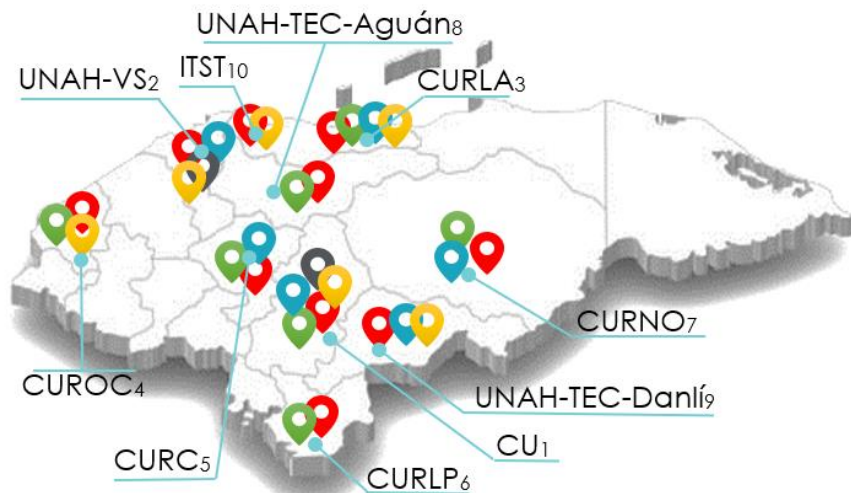 UNAH-TEC-Aguán8
UNAH-VS2
ITST10
CURLA3
CURNO7
CUROC4
UNAH-TEC-Danlí9
CU1
CURC5
CURLP6